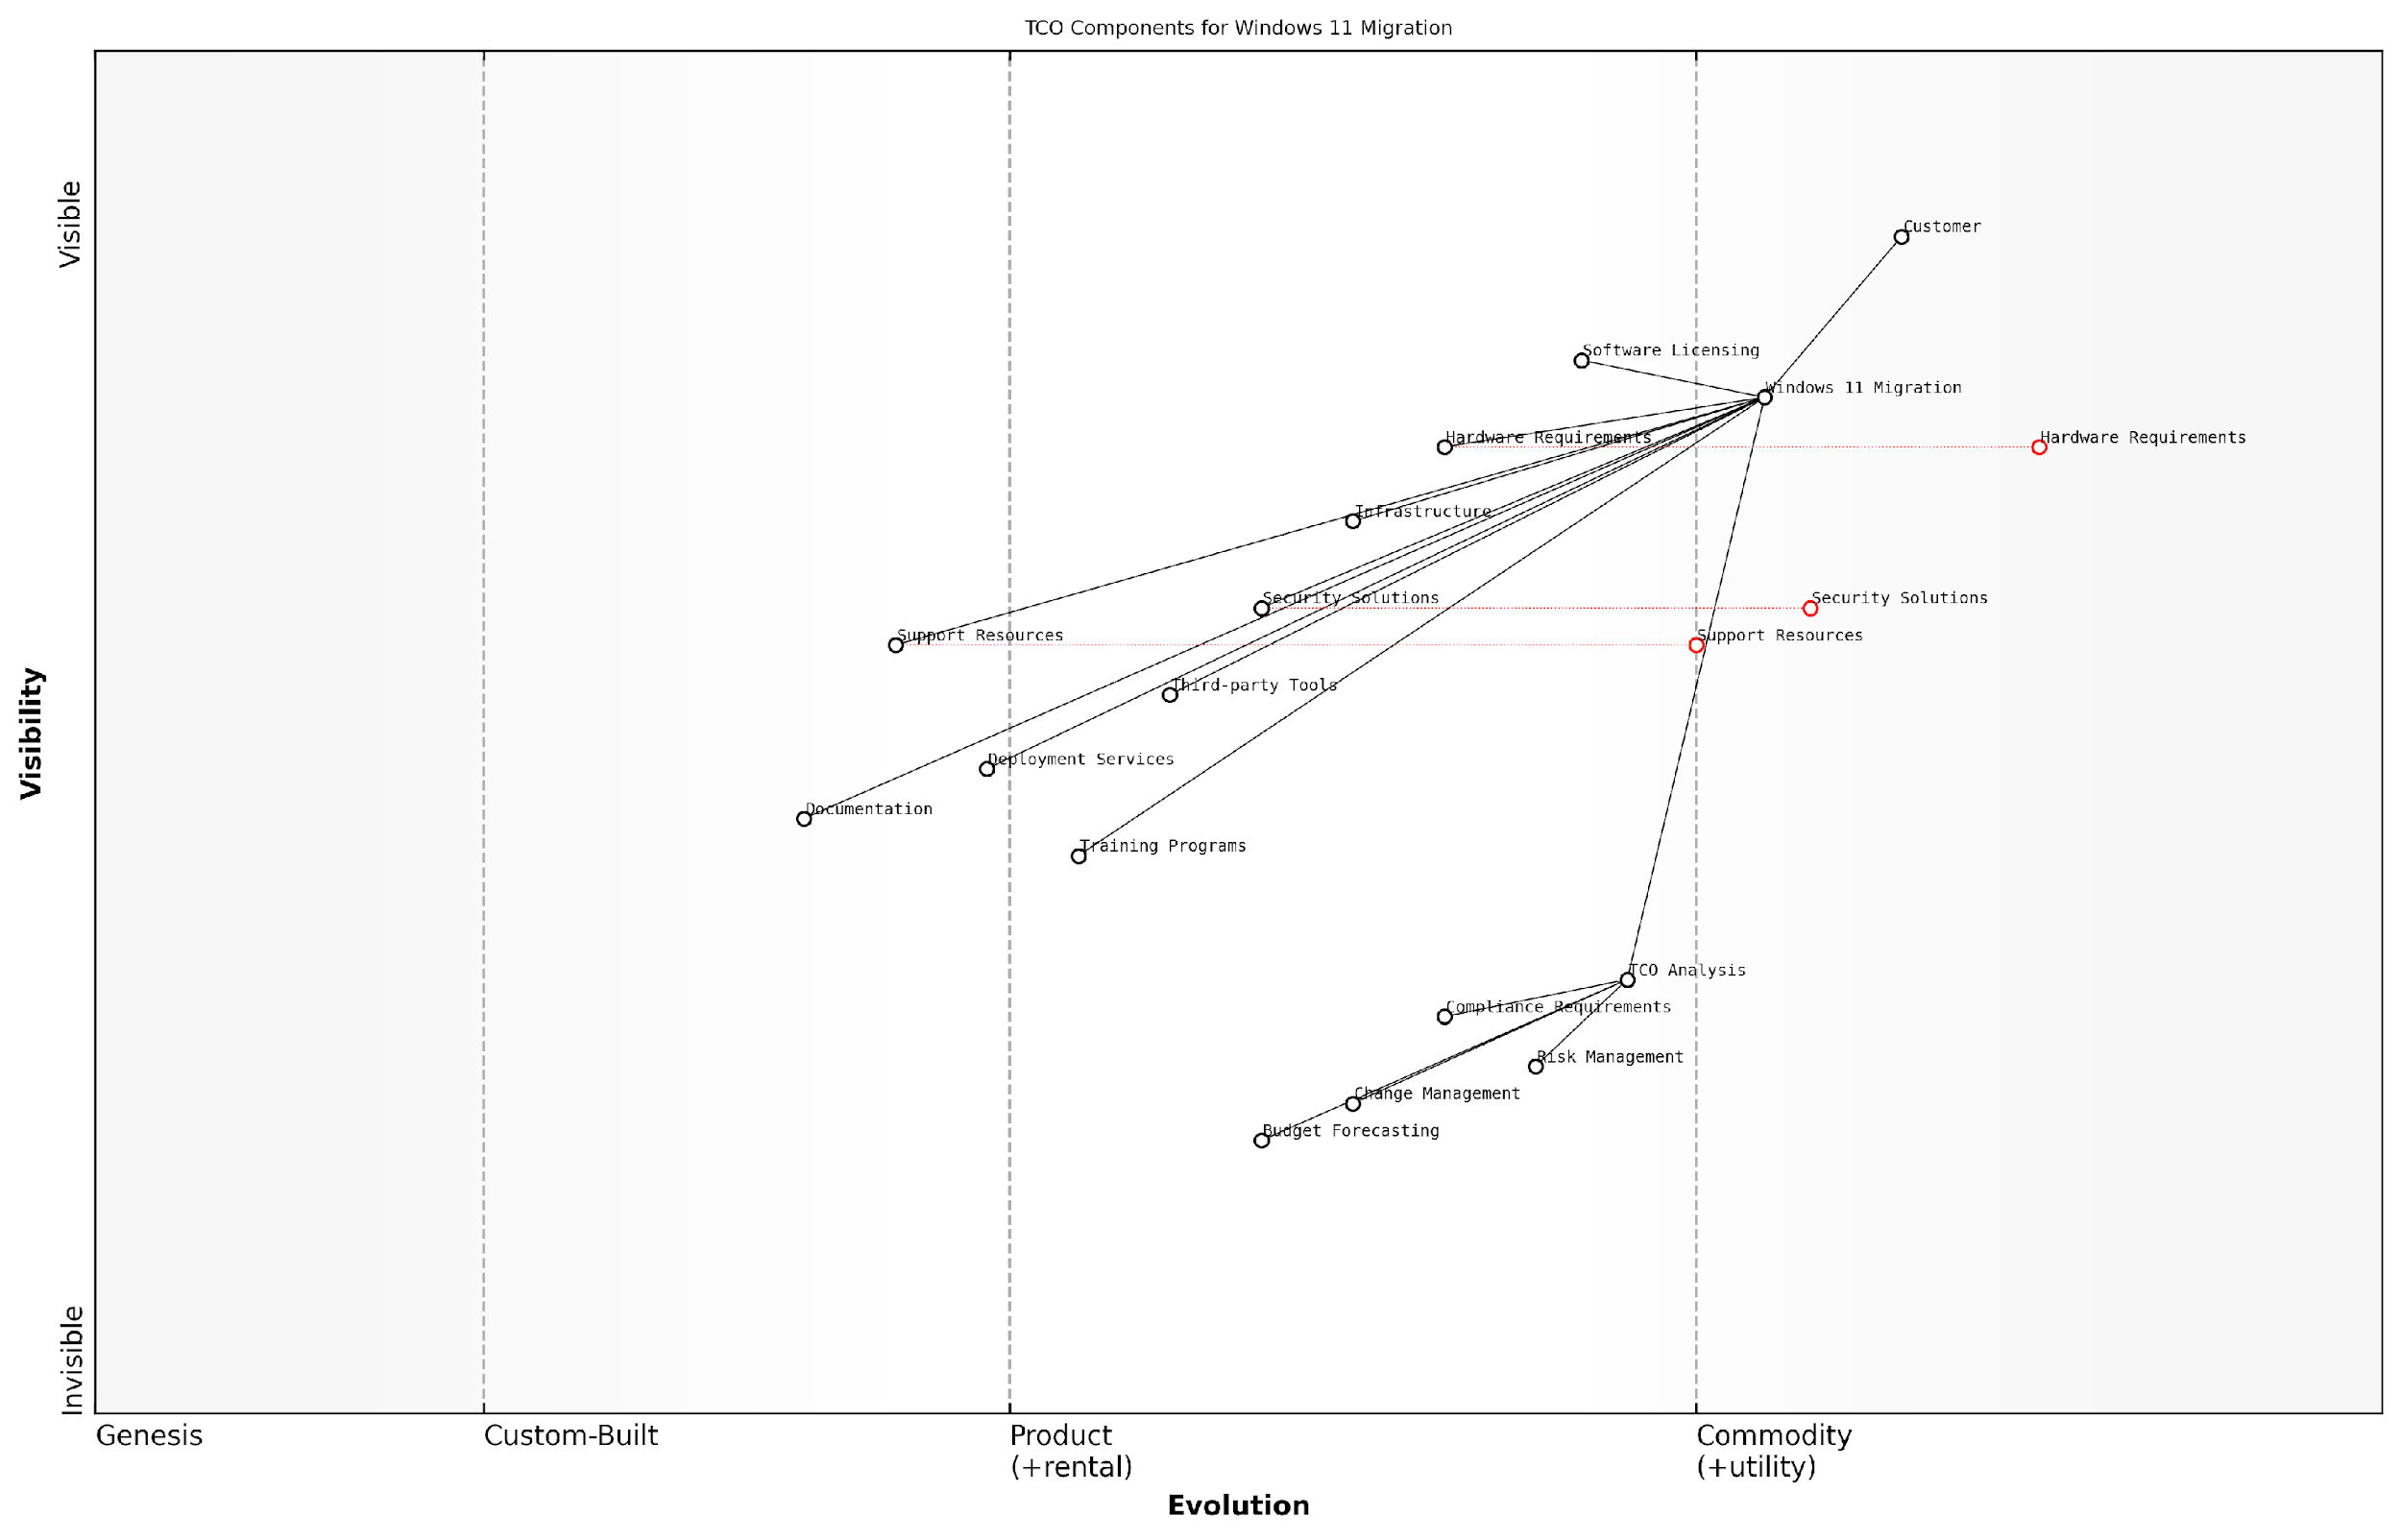 TCO Components for Windows 11 Migration
Visible
Customer
Software Licensing
Windows 11 Migration
Hardware Requirements
Hardware Requirements
Infrastructure
Security Solutions
Security Solutions
Support Resources
Support Resources
Third-party Tools
Deployment Services
Documentation
Training Programs
Visibility
TCO Analysis
Compliance Requirements
Risk Management
Change Management
Budget Forecasting
Invisible
Genesis
Custom-Built
Product
(+rental)
Commodity
(+utility)
Evolution